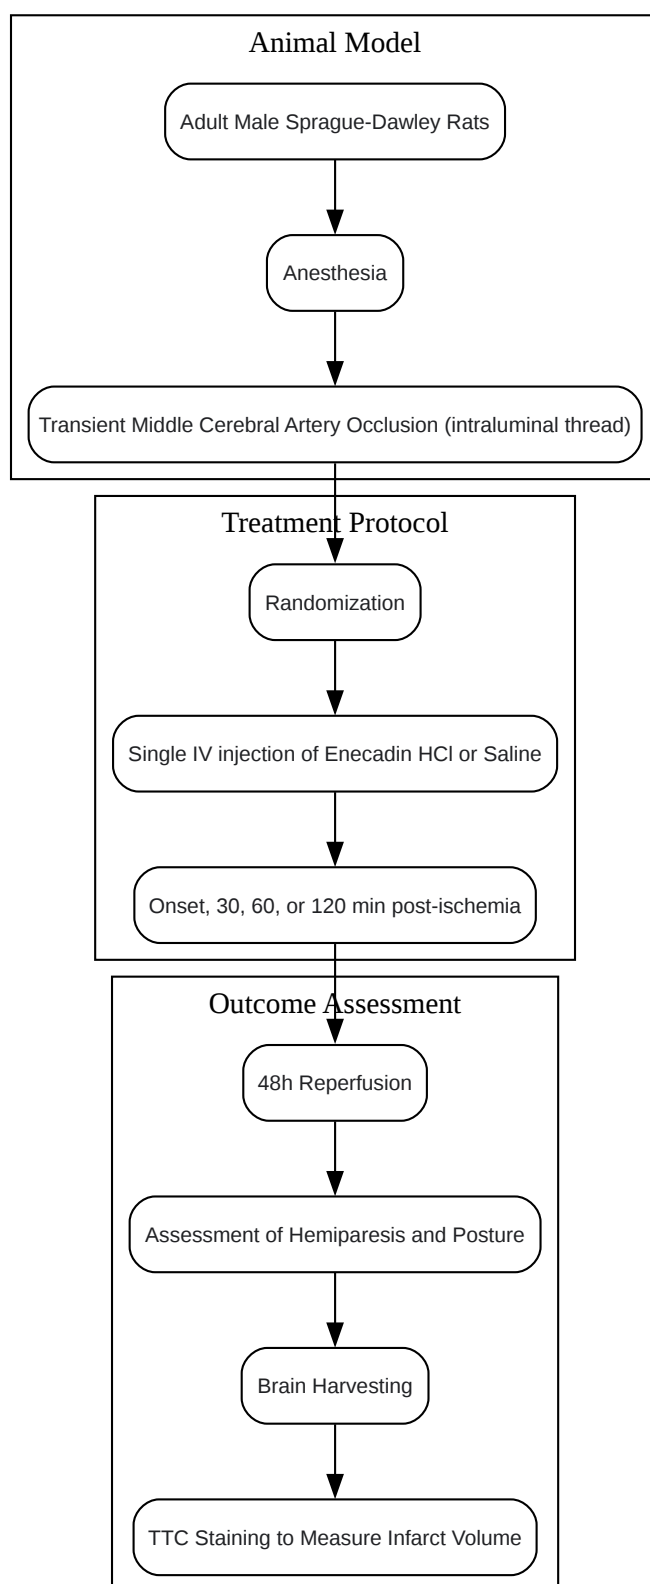 Animal Model
Adult Male Sprague-Dawley Rats
Anesthesia
Transient Middle Cerebral Artery Occlusion (intraluminal thread)
Treatment Protocol
Randomization
Single IV injection of Enecadin HCl or Saline
Onset, 30, 60, or 120 min post-ischemia
Outcome Assessment
48h Reperfusion
Assessment of Hemiparesis and Posture
Brain Harvesting
TTC Staining to Measure Infarct Volume